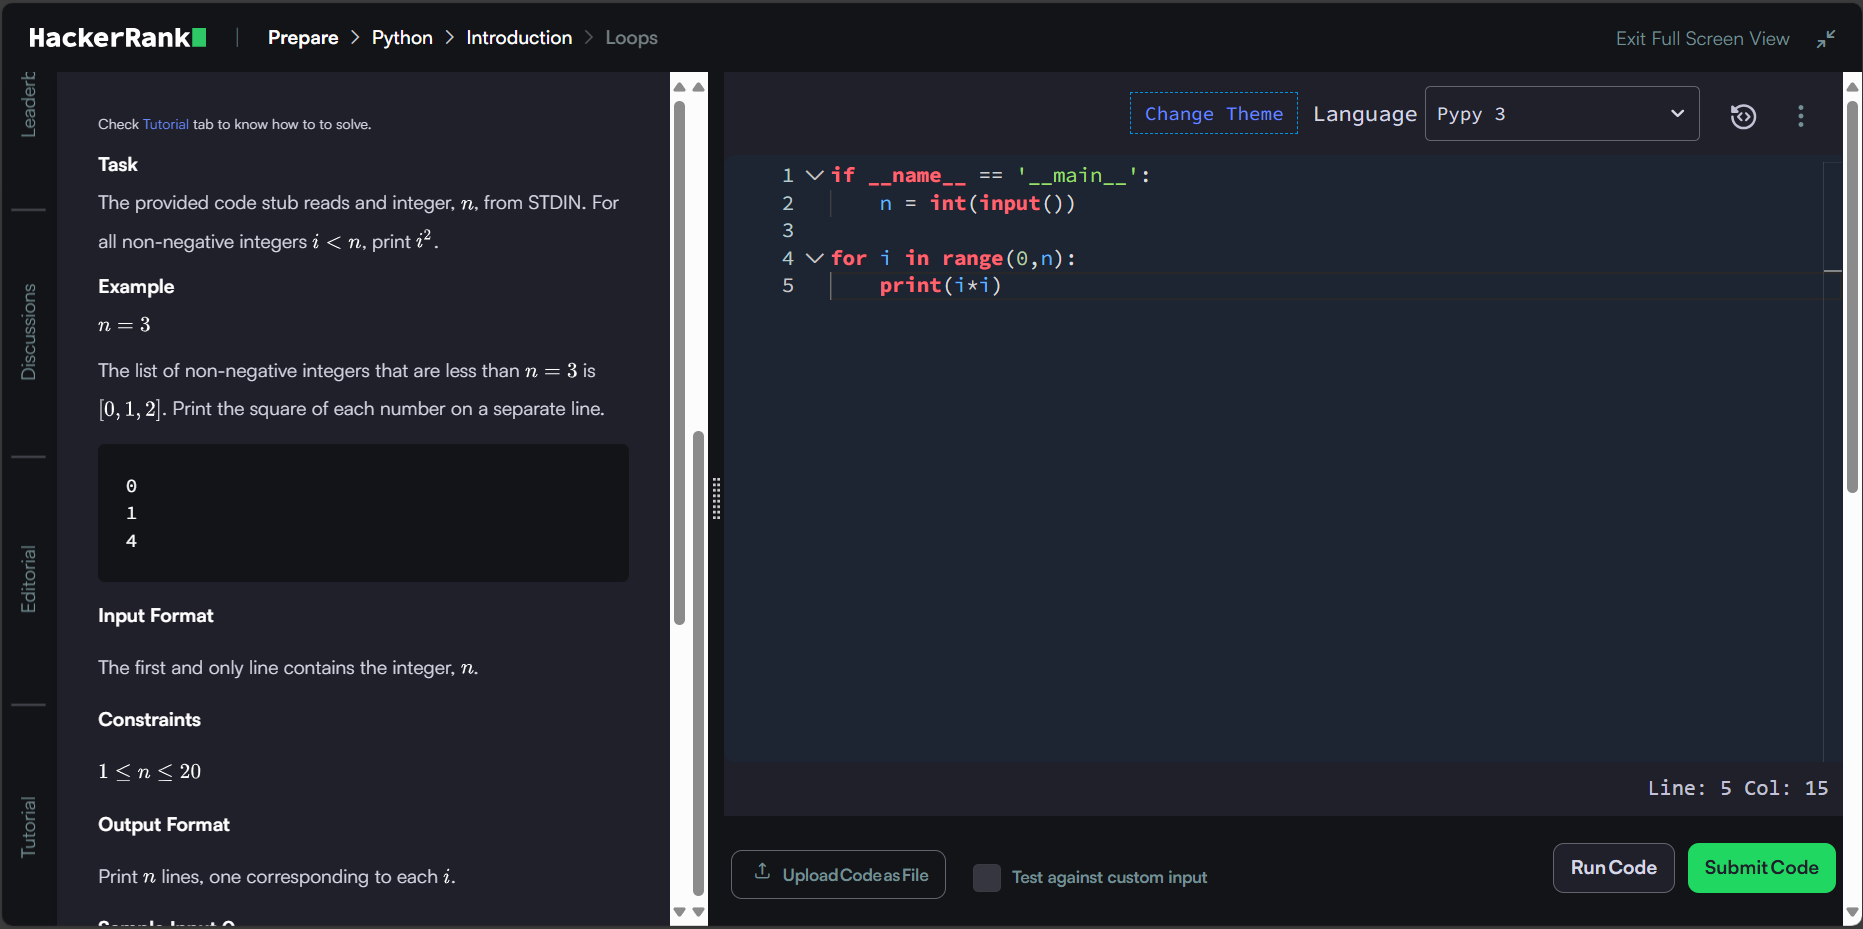 HackerRank | Prepare > Python > Introduction > Loops
Exit Full Screen View
Leaderb
Discussions
Editorial
Tutorial
Check Tutorial tab to know how to to solve.
Task
The provided code stub reads and integer, n, from STDIN. For
all non-negative integers i < n, print i².
Example
n = 3
The list of non-negative integers that are less than n = 3 is
[0, 1, 2]. Print the square of each number on a separate line.
0
1
4
Input Format
The first and only line contains the integer, n.
Constraints
1 ≤ n ≤ 20
Output Format
Print n lines, one corresponding to each i.
Sample Input 0
Change Theme Language Pypy 3
1 if __name__ == '__main__':
2     n = int(input())
3
4 for i in range(0,n):
5     print(i*i)
Line: 5 Col: 15
Upload Code as File
Test against custom input
Run Code
Submit Code